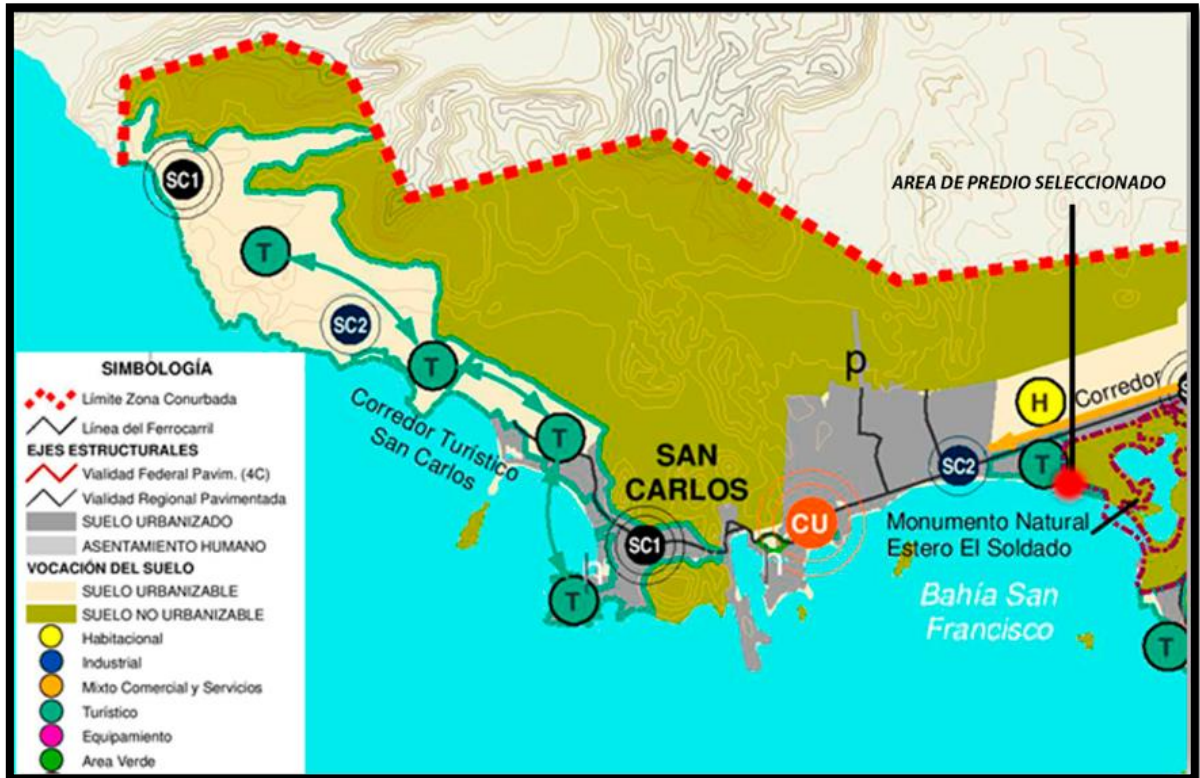 AREA DE PREDIO SELECCIONADO
SC1
T
SC2
T
Corredor Turístico
San Carlos
T
T
SC1
SAN
CARLOS
p
CU
n
SC2
H
Corredor
T
Monumento Natural
Estero El Soldado
Bahía San
Francisco
T
SIMBOLOGÍA
Límite Zona Conurbada
Línea del Ferrocarril
EJES ESTRUCTURALES
Vialidad Federal Pavim. (4C)
Vialidad Regional Pavimentada
SUELO URBANIZADO
ASENTAMIENTO HUMANO
VOCACIÓN DEL SUELO
SUELO URBANIZABLE
SUELO NO URBANIZABLE
Habitacional
Industrial
Mixto Comercial y Servicios
Turístico
Equipamiento
Area Verde